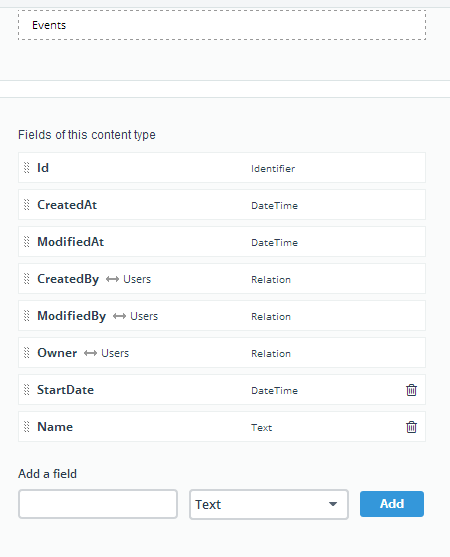 Events
Fields of this content type
Id Identifier
CreatedAt DateTime
ModifiedAt DateTime
CreatedBy Users Relation
ModifiedBy Users Relation
Owner Users Relation
StartDate DateTime
Name Text
Add a field
Text Add